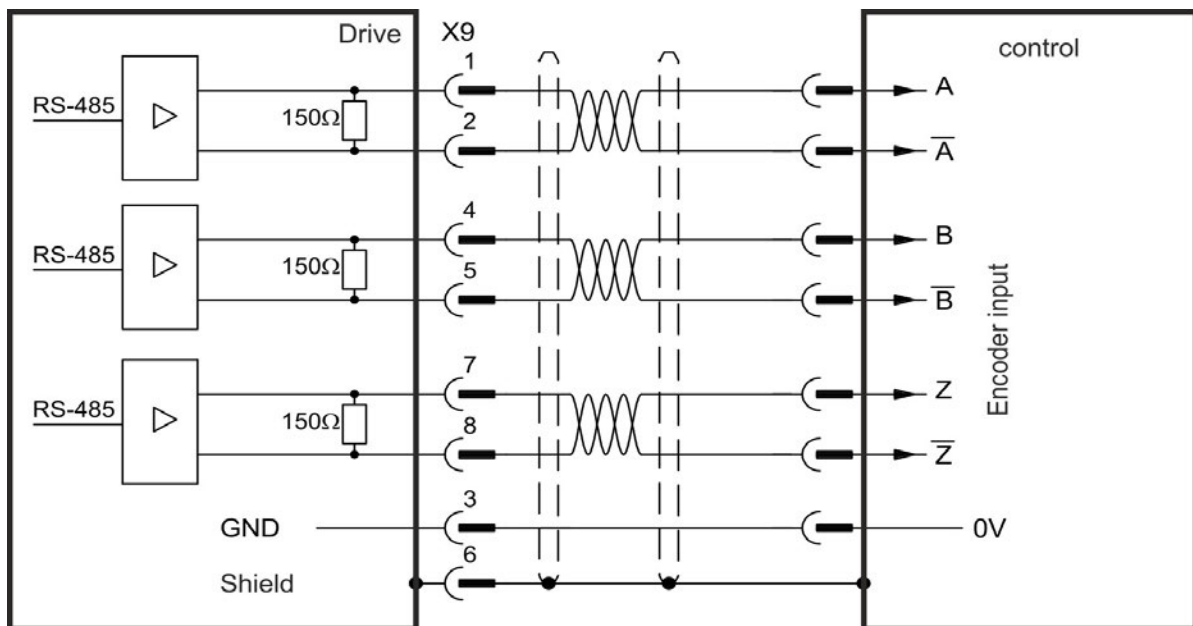 Drive
X9
control
1
A
RS-485
150Ω
2
A̅
4
B
RS-485
150Ω
5
B̅
Encoder input
7
Z
RS-485
150Ω
8
Z̅
3
GND
0V
6
Shield